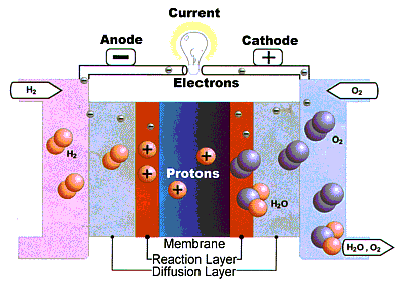 Current
Anode
Cathode
−
+
Electrons
H₂
O₂
H₂
O₂
+
+
+
+
Protons
H₂O
H₂O, O₂
Membrane
Reaction Layer
Diffusion Layer